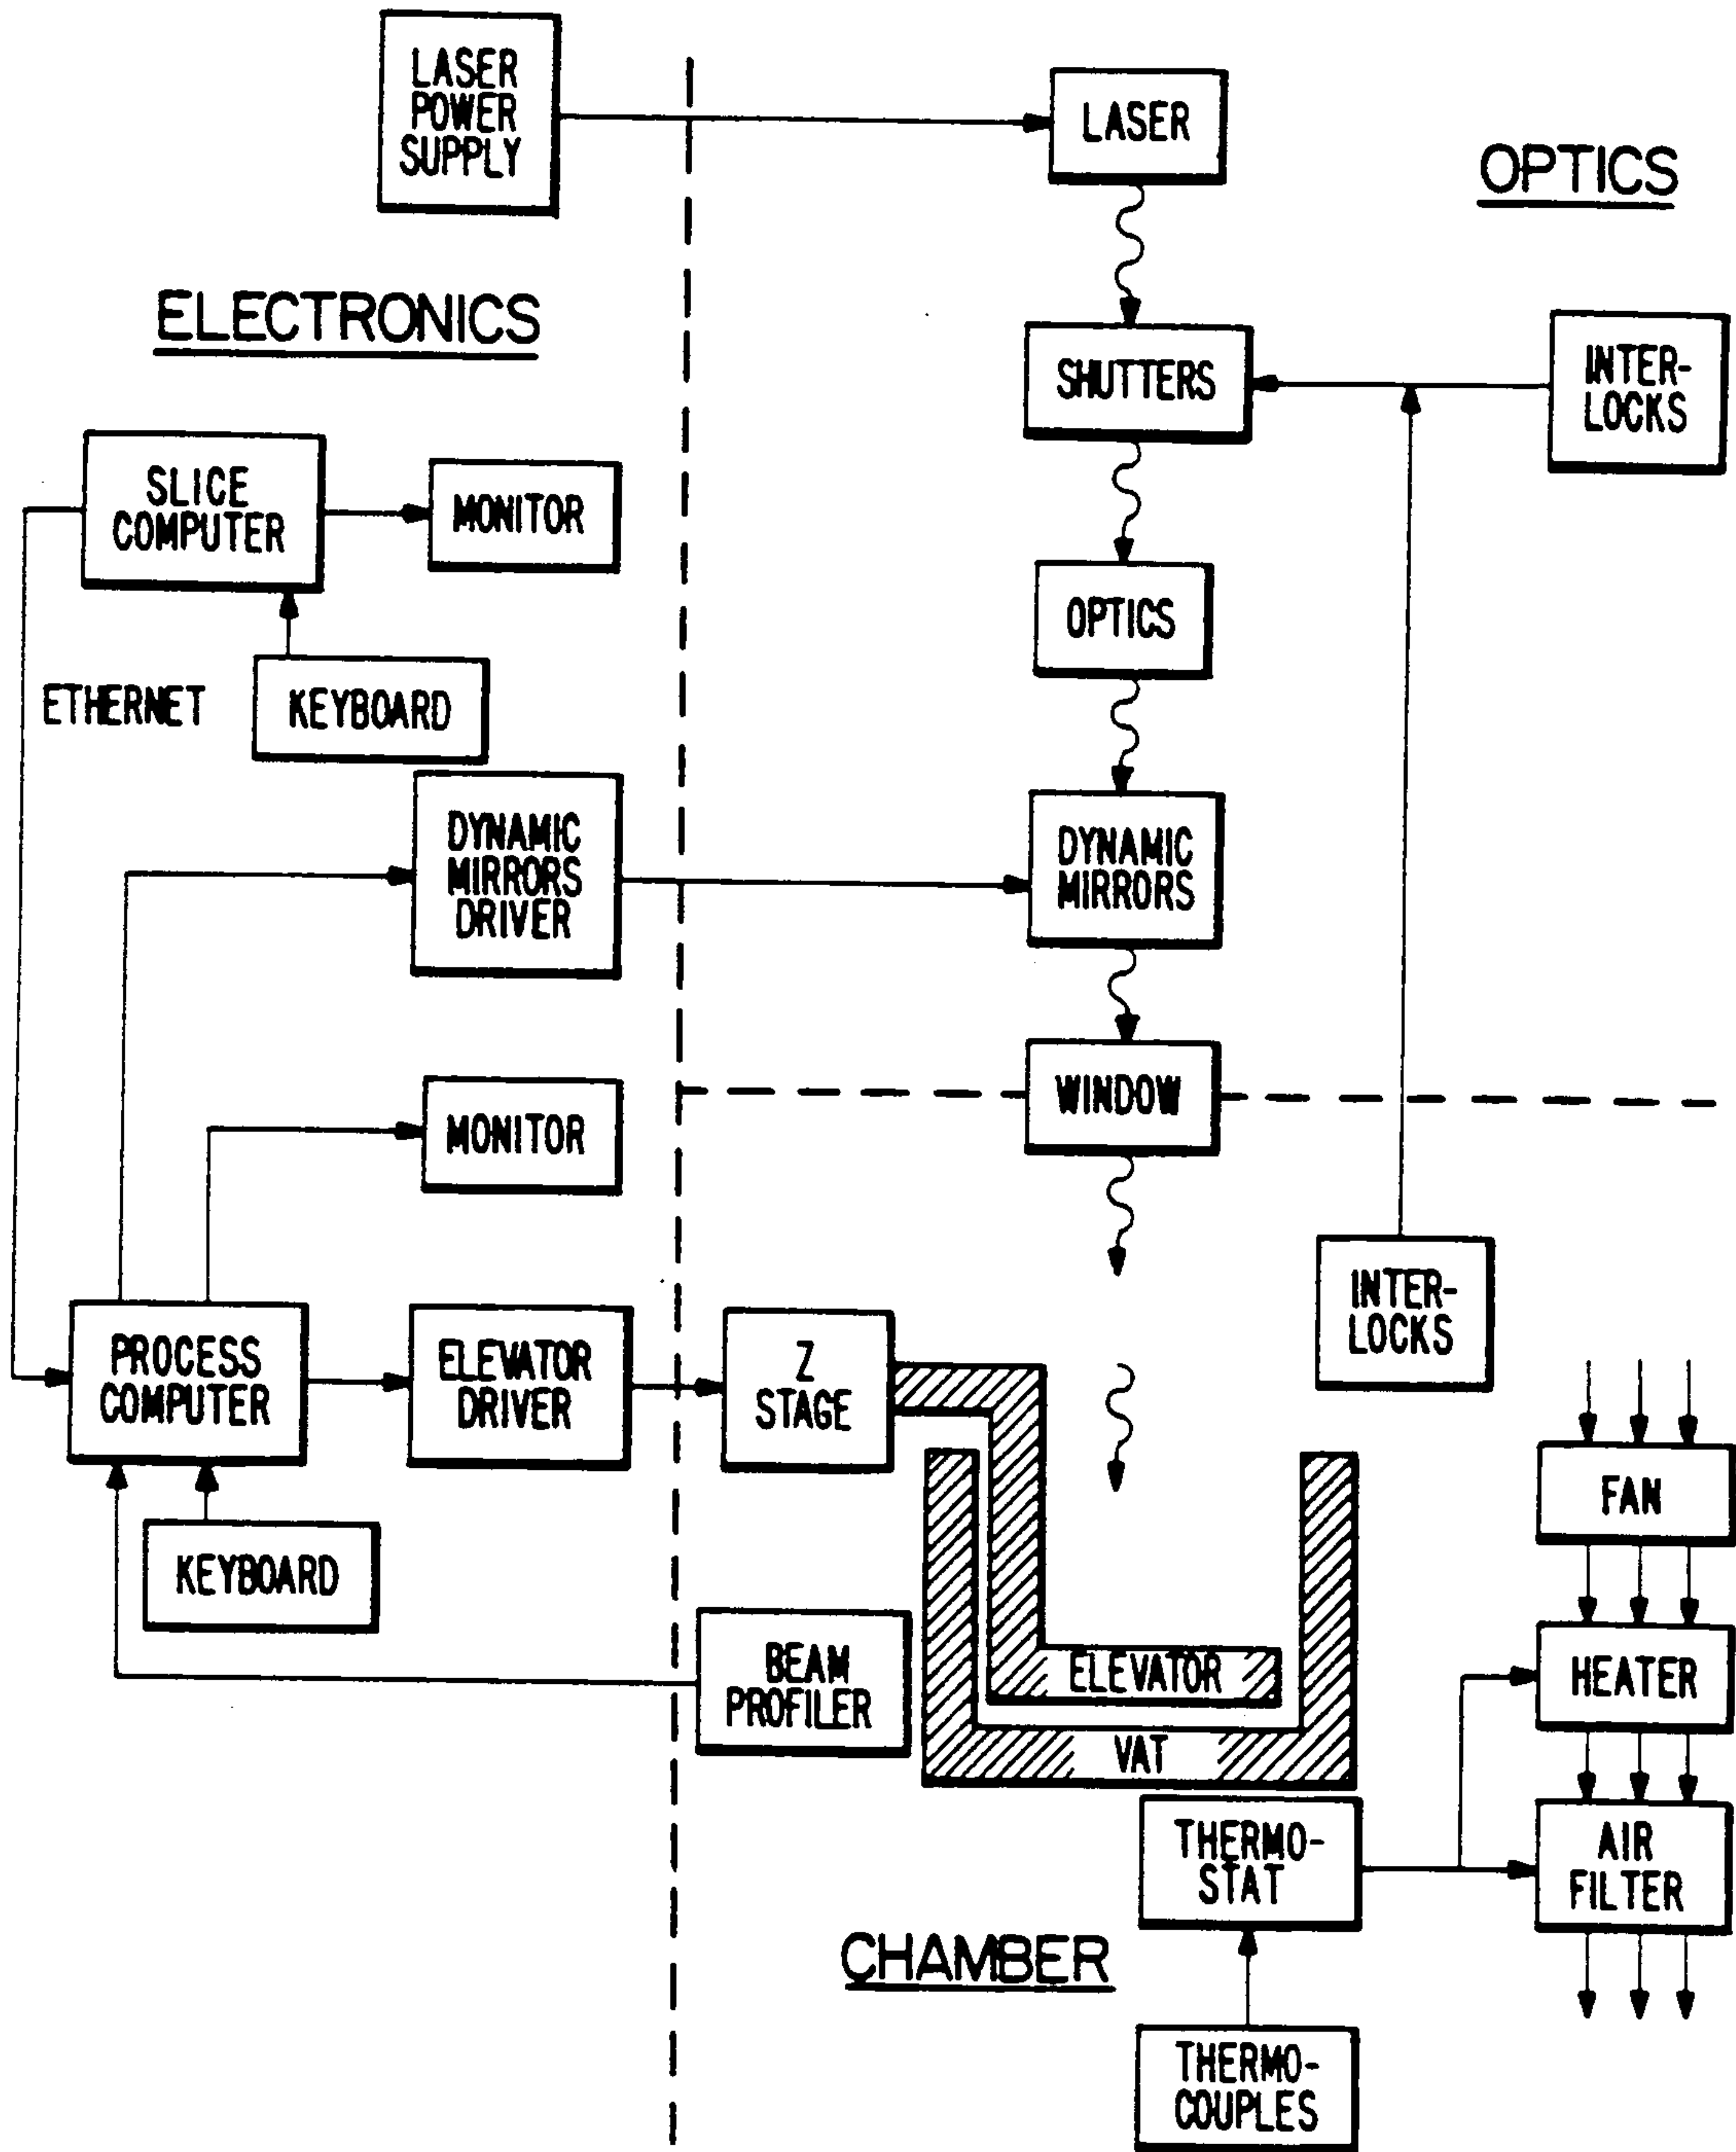 LASER
POWER
SUPPLY
LASER
OPTICS
ELECTRONICS
SHUTTERS
INTER-
LOCKS
SLICE
COMPUTER
MONITOR
OPTICS
ETHERNET
KEYBOARD
DYNAMIC
MIRRORS
DRIVER
DYNAMIC
MIRRORS
WINDOW
MONITOR
INTER-
LOCKS
PROCESS
COMPUTER
ELEVATOR
DRIVER
Z
STAGE
FAN
KEYBOARD
BEAM
PROFILER
ELEVATOR
HEATER
VAT
THERMO-
STAT
AIR
FILTER
CHAMBER
THERMO-
COUPLES